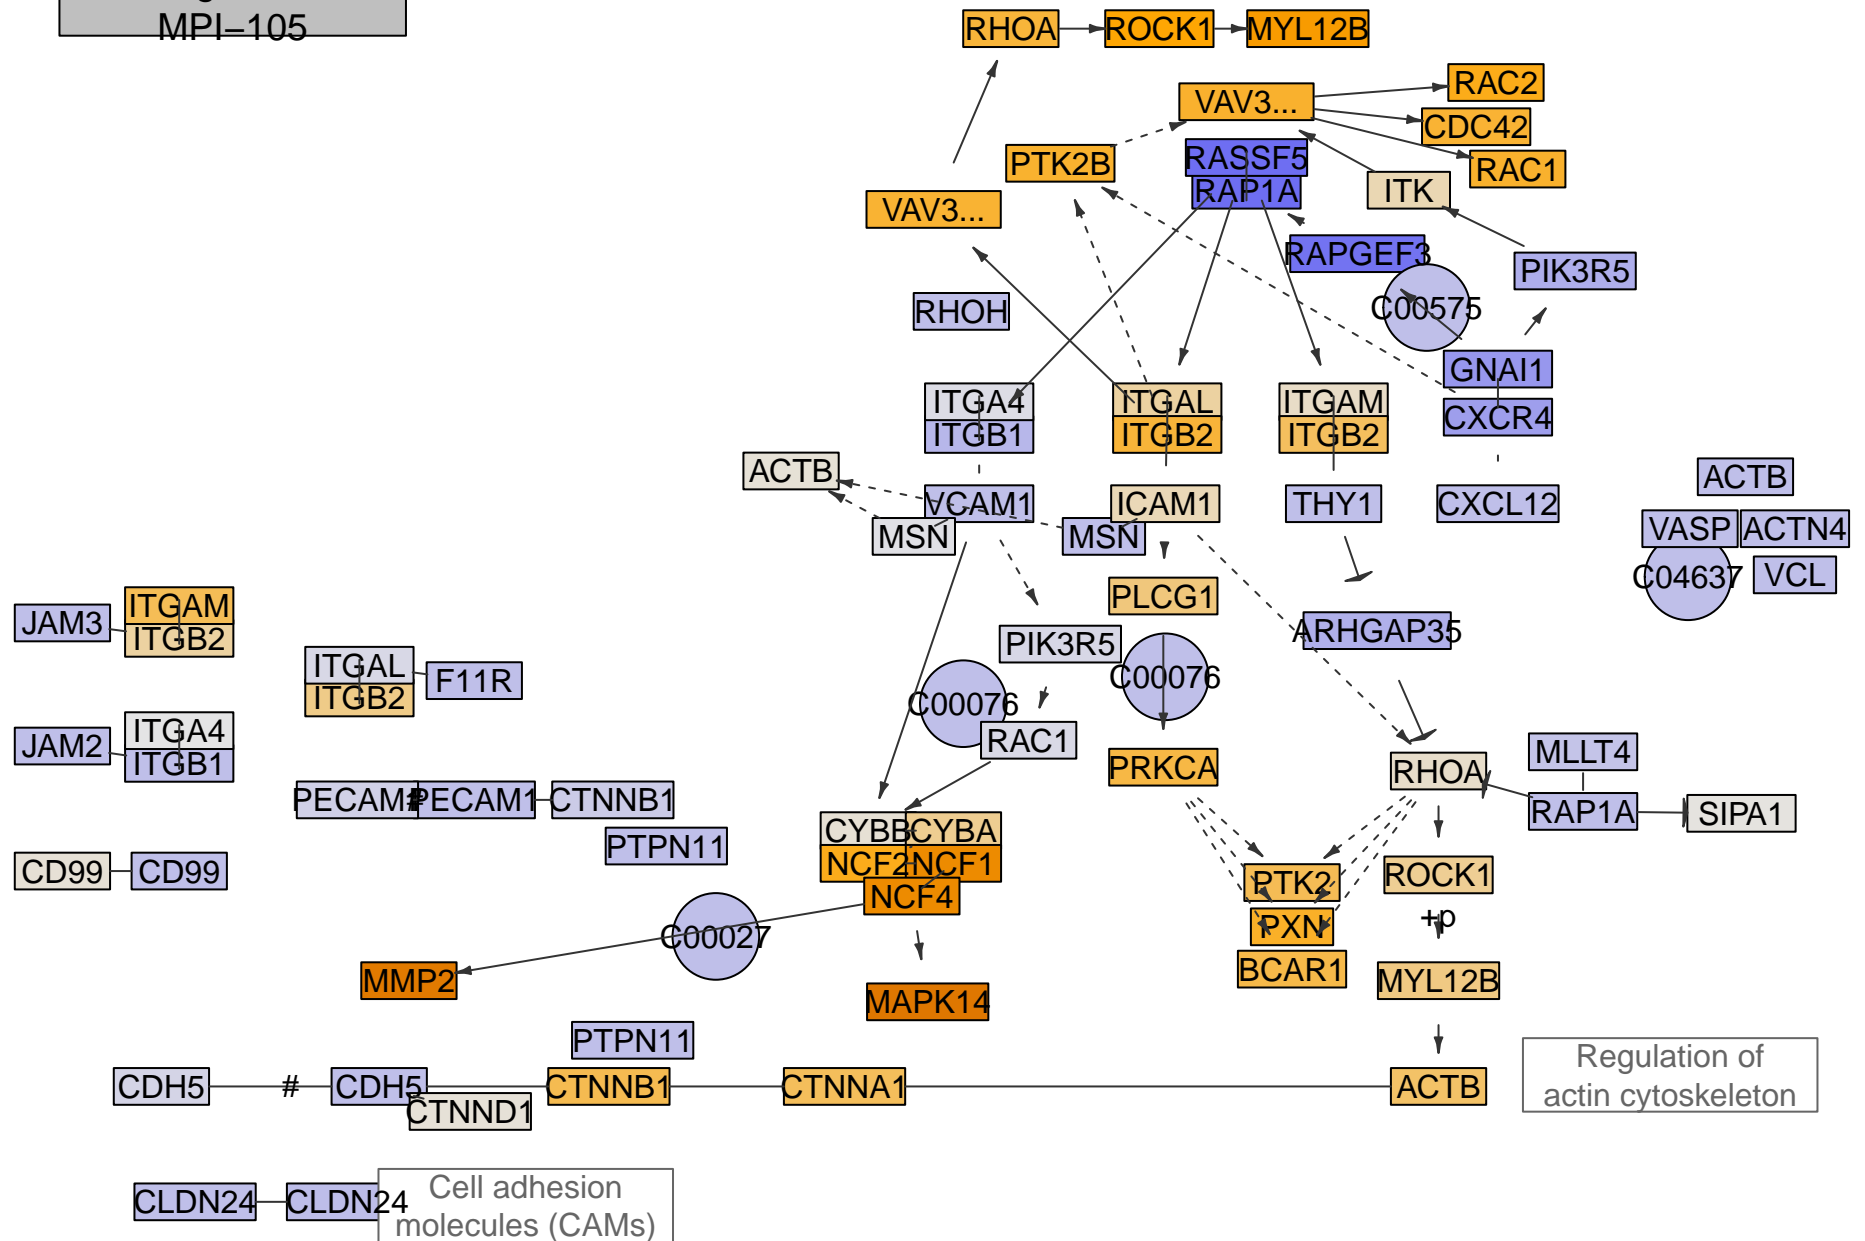 MPI–105
RHOA
ROCK1
MYL12B
RAC2
VAV3...
CDC42
RASSF5
PTK2B
RAC1
RAP1A
ITK
VAV3...
RAPGEF3
PIK3R5
C00575
RHOH
GNAI1
ITGA4
ITGAL
ITGAM
CXCR4
ITGB1
ITGB2
ITGB2
ACTB
ACTB
VCAM1
ICAM1
THY1
CXCL12
MSN
MSN
VASP
ACTN4
C04637
VCL
PLCG1
ITGAM
JAM3
ITGB2
ARHGAP35
PIK3R5
ITGAL
F11R
C00076
ITGB2
C00076
ITGA4
JAM2
ITGB1
RAC1
MLLT4
PRKCA
RHOA
PECAM1
#
PECAM1
CTNNB1
RAP1A
SIPA1
CYBB
CYBA
PTPN11
NCF2
NCF1
CD99
CD99
PTK2
ROCK1
NCF4
+p
PXN
C00027
BCAR1
MMP2
MYL12B
MAPK14
PTPN11
Regulation of
actin cytoskeleton
CDH5
#
CDH5
CTNNB1
CTNNA1
ACTB
CTNND1
CLDN24
CLDN24
Cell adhesion
molecules (CAMs)